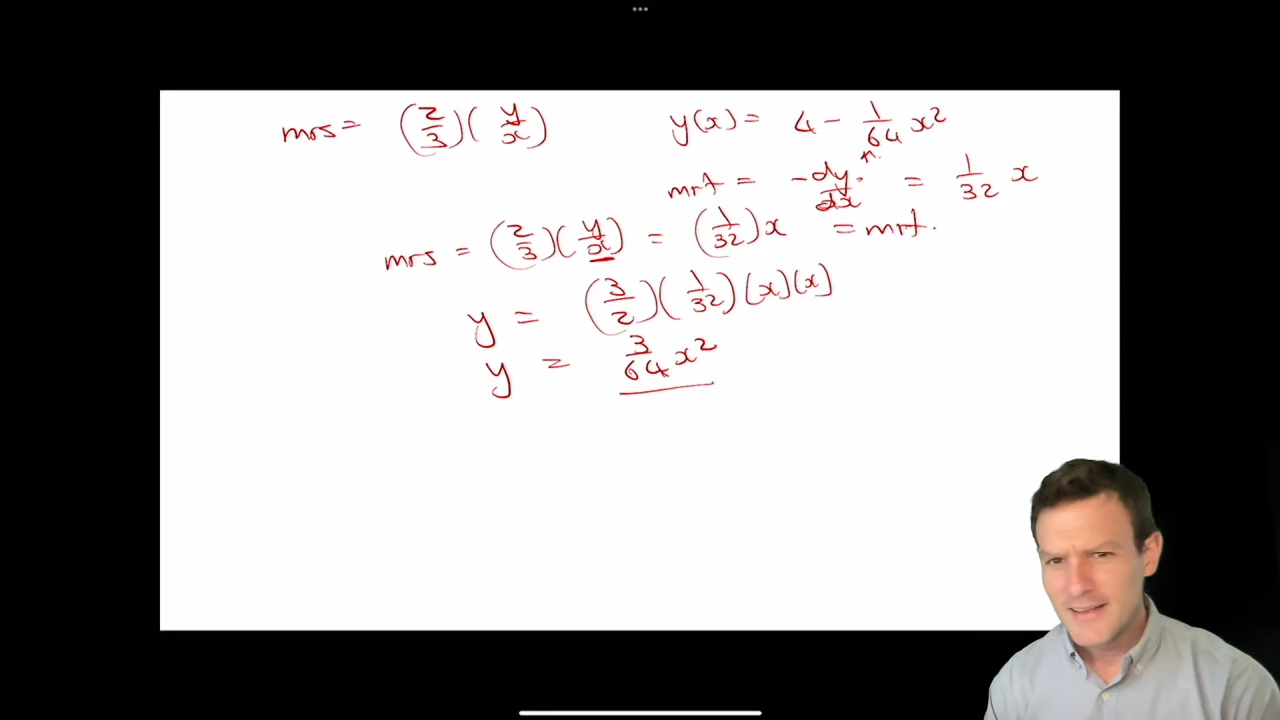 mrs = (2/3)(y/x)
y(x) = 4 - 1/64 x²
mrt = -dy/dx = 1/32 x
mrs = (2/3)(y/x) = (1/32)x = mrt.
y = (3/2)(1/32)(x)(x)
y = 3/64 x²